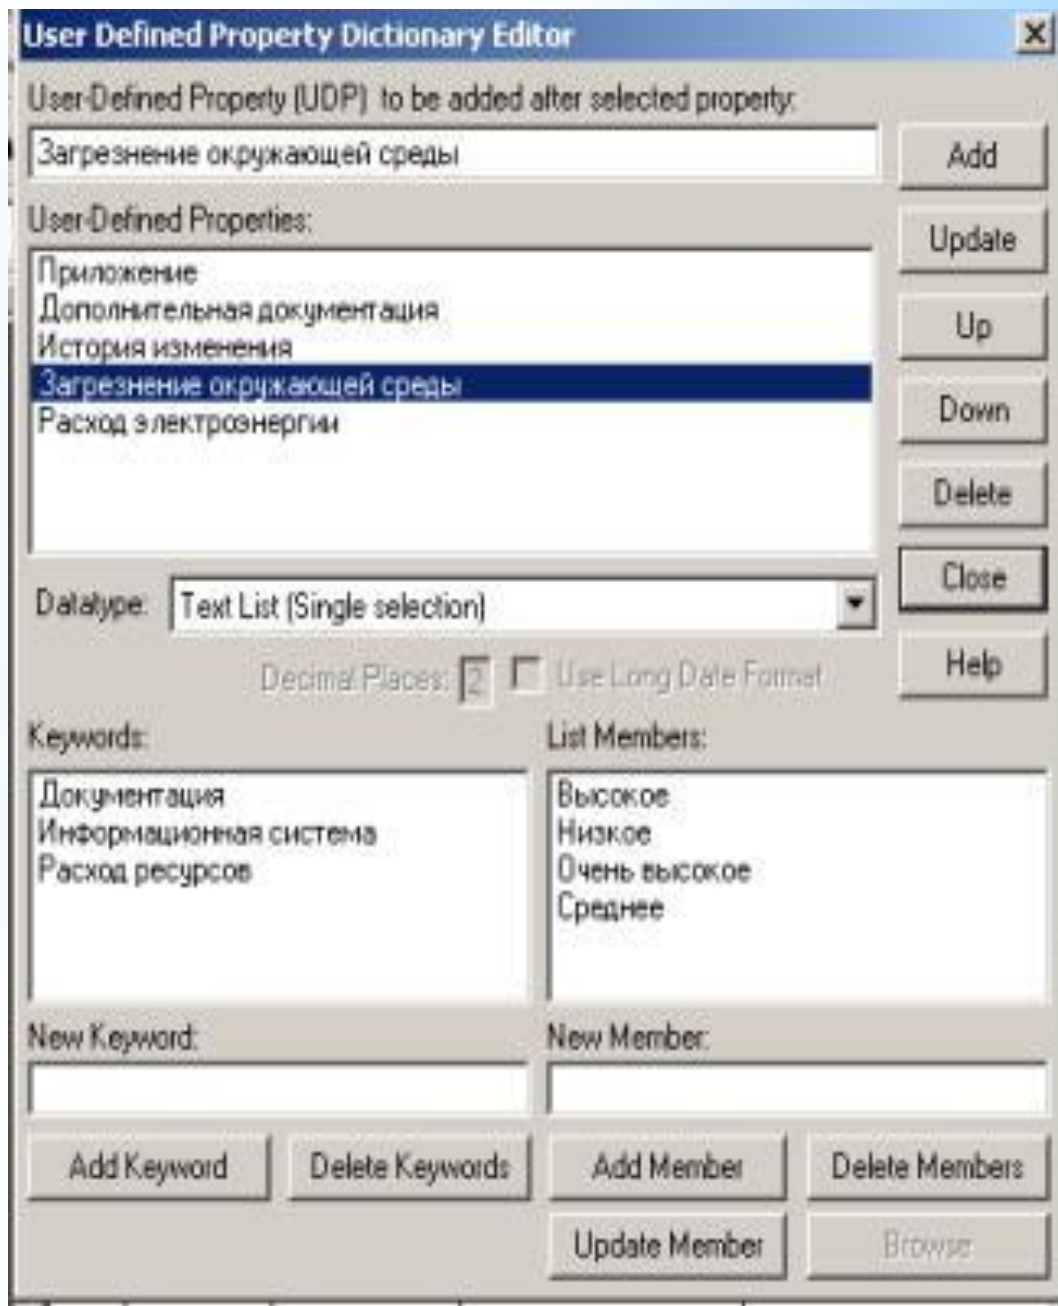 User Defined Property Dictionary Editor
User-Defined Property (UDP) to be added after selected property:
Загрезнение окружающей среды
Add
User-Defined Properties:
Update
Приложение
Дополнительная документация
История изменения
Загрезнение окружающей среды
Расход электроэнергии
Up
Down
Delete
Close
Datatype: Text List (Single selection)
Decimal Places: 2 Use Long Date Format
Help
Keywords:
Документация
Информационная система
Расход ресурсов
List Members:
Высокое
Низкое
Очень высокое
Среднее
New Keyword:
New Member:
Add Keyword
Delete Keywords
Add Member
Delete Members
Update Member
Browse